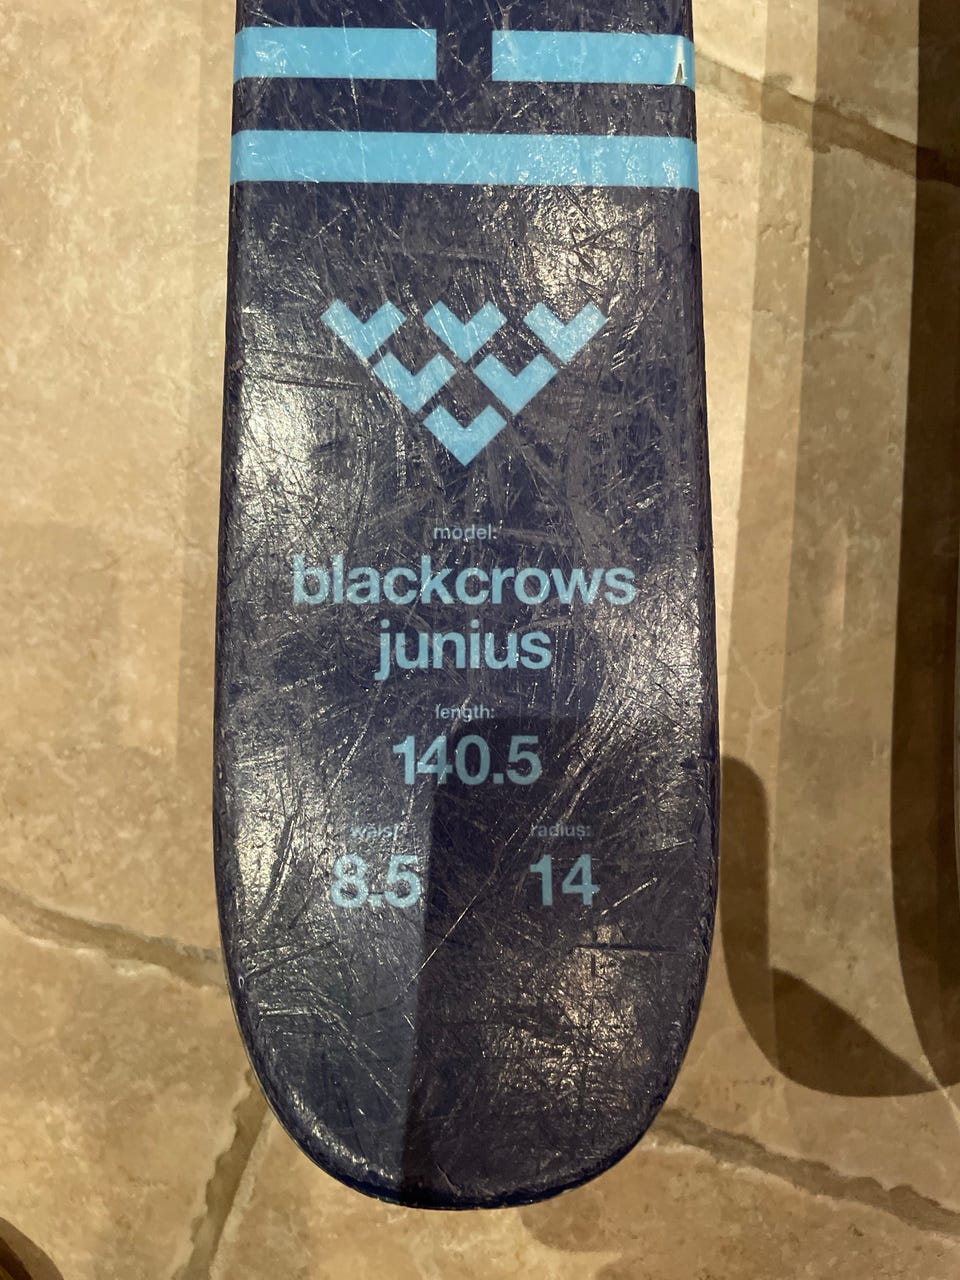 model:
blackcrows
junius
length:
140.5
waist: radius:
8.5 14